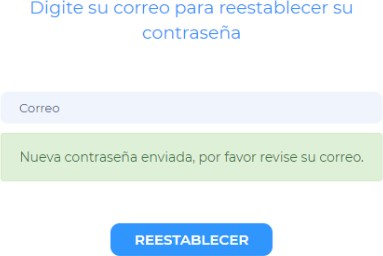 Digite su correo para reestablecer su
contraseña
Correo
Nueva contraseña enviada, por favor revise su correo.
REESTABLECER